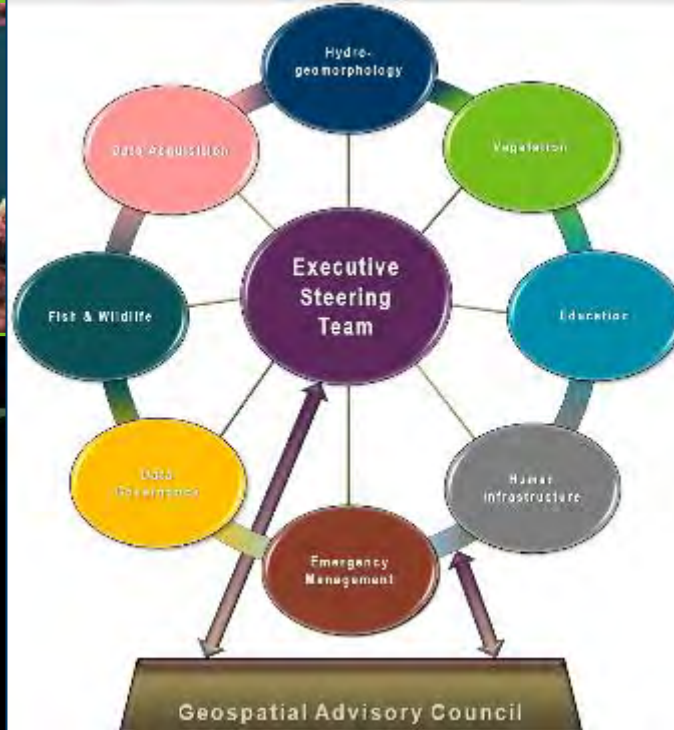 Hydro-
geomorphology
Data Acquisition
Vegetation
Executive
Steering
Team
Fish & Wildlife
Education
Data
Governance
Human
Infrastructure
Emergency
Management
Geospatial Advisory Council